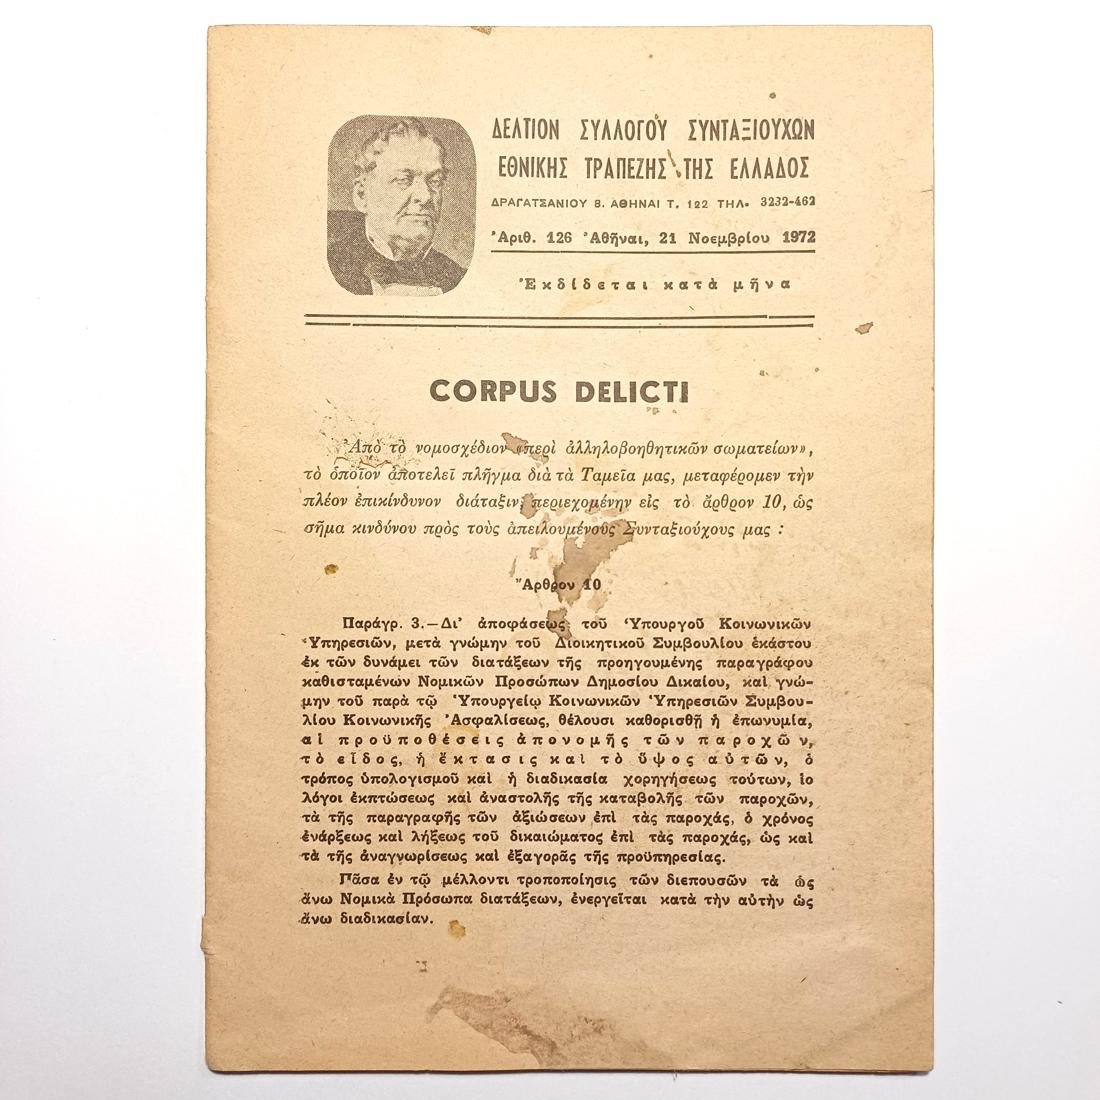 ΔΕΛΤΙΟΝ ΣΥΛΛΟΓΟΥ ΣΥΝΤΑΞΙΟΥΧΩΝ
ΕΘΝΙΚΗΣ ΤΡΑΠΕΖΗΣ ΤΗΣ ΕΛΛΑΔΟΣ
ΔΡΑΓΑΤΣΑΝΙΟΥ 8. ΑΘΗΝΑΙ Τ. 122 ΤΗΛ. 3232-462
Ἀριθ. 126 Ἀθῆναι, 21 Νοεμβρίου 1972
Ἐκδίδεται κατὰ μῆνα
CORPUS DELICTI
Ἀπὸ τὸ νομοσχέδιον «περὶ ἀλληλοβοηθητικῶν σωματείων»,
τὸ ὁποῖον ἀποτελεῖ πλῆγμα διὰ τὰ Ταμεῖα μας, μεταφέρομεν τὴν
πλέον ἐπικίνδυνον διάταξιν, περιεχομένην εἰς τὸ ἄρθρον 10, ὡς
σῆμα κινδύνου πρὸς τοὺς ἀπειλουμένους Συνταξιούχους μας :
Ἄρθρον 10
Παράγρ. 3.—Δι' ἀποφάσεως τοῦ Ὑπουργοῦ Κοινωνικῶν
Ὑπηρεσιῶν, μετὰ γνώμην τοῦ Διοικητικοῦ Συμβουλίου ἑκάστου
ἐκ τῶν δυνάμει τῶν διατάξεων τῆς προηγουμένης παραγράφου
καθισταμένων Νομικῶν Προσώπων Δημοσίου Δικαίου, καὶ γνώ-
μην τοῦ παρὰ τῷ Ὑπουργείῳ Κοινωνικῶν Ὑπηρεσιῶν Συμβου-
λίου Κοινωνικῆς Ἀσφαλίσεως, θέλουσι καθορισθῆ ἡ ἐπωνυμία,
αἱ προϋποθέσεις ἀπονομῆς τῶν παροχῶν,
τὸ εἶδος, ἡ ἔκτασις καὶ τὸ ὕψος αὐτῶν, ὁ
τρόπος ὑπολογισμοῦ καὶ ἡ διαδικασία χορηγήσεως τούτων, ἱο
λόγοι ἐκπτώσεως καὶ ἀναστολῆς τῆς καταβολῆς τῶν παροχῶν,
τὰ τῆς παραγραφῆς τῶν ἀξιώσεων ἐπὶ τὰς παροχάς, ὁ χρόνος
ἐνάρξεως καὶ λήξεως τοῦ δικαιώματος ἐπὶ τὰς παροχάς, ὡς καὶ
τὰ τῆς ἀναγνωρίσεως καὶ ἐξαγορᾶς τῆς προϋπηρεσίας.
Πᾶσα ἐν τῷ μέλλοντι τροποποίησις τῶν διεπουσῶν τὰ ὡς
ἄνω Νομικὰ Πρόσωπα διατάξεων, ἐνεργεῖται κατὰ τὴν αὐτὴν ὡς
ἄνω διαδικασίαν.